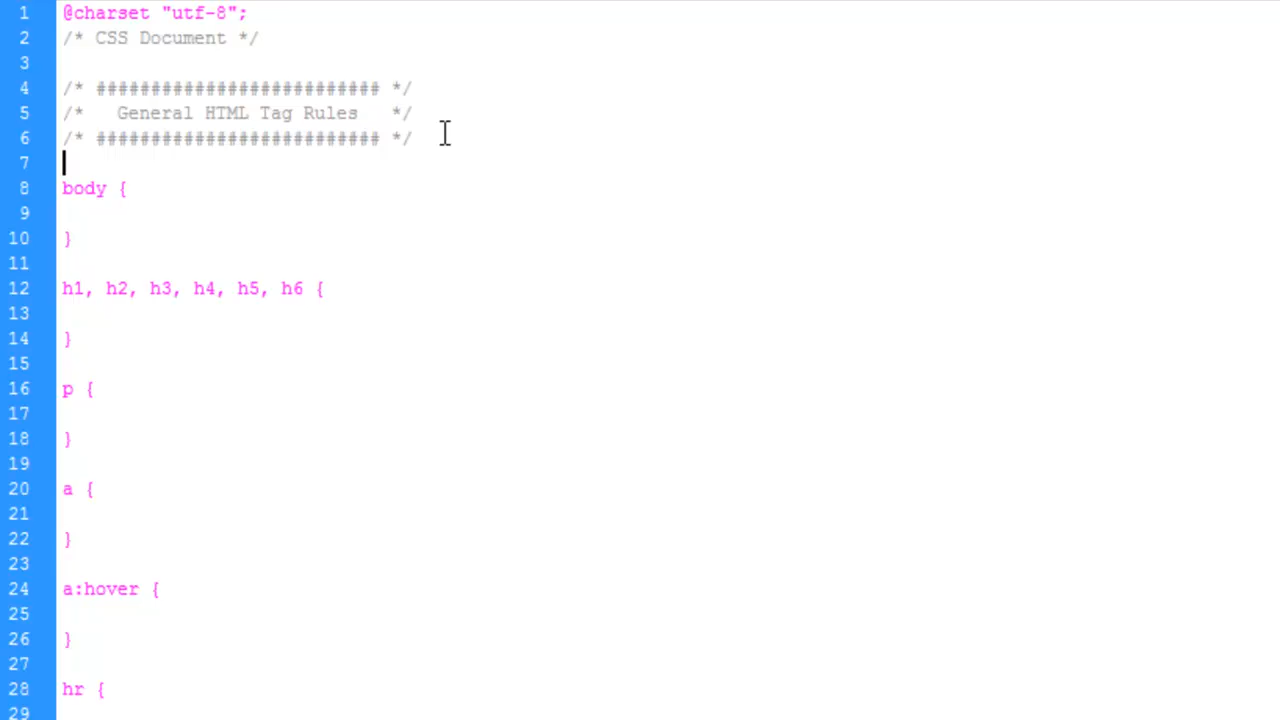 1 @charset "utf-8";
2 /* CSS Document */
3
4 /* ########################## */
5 /*   General HTML Tag Rules   */
6 /* ########################## */
7
8 body {
9
10 }
11
12 h1, h2, h3, h4, h5, h6 {
13
14 }
15
16 p {
17
18 }
19
20 a {
21
22 }
23
24 a:hover {
25
26 }
27
28 hr {
29